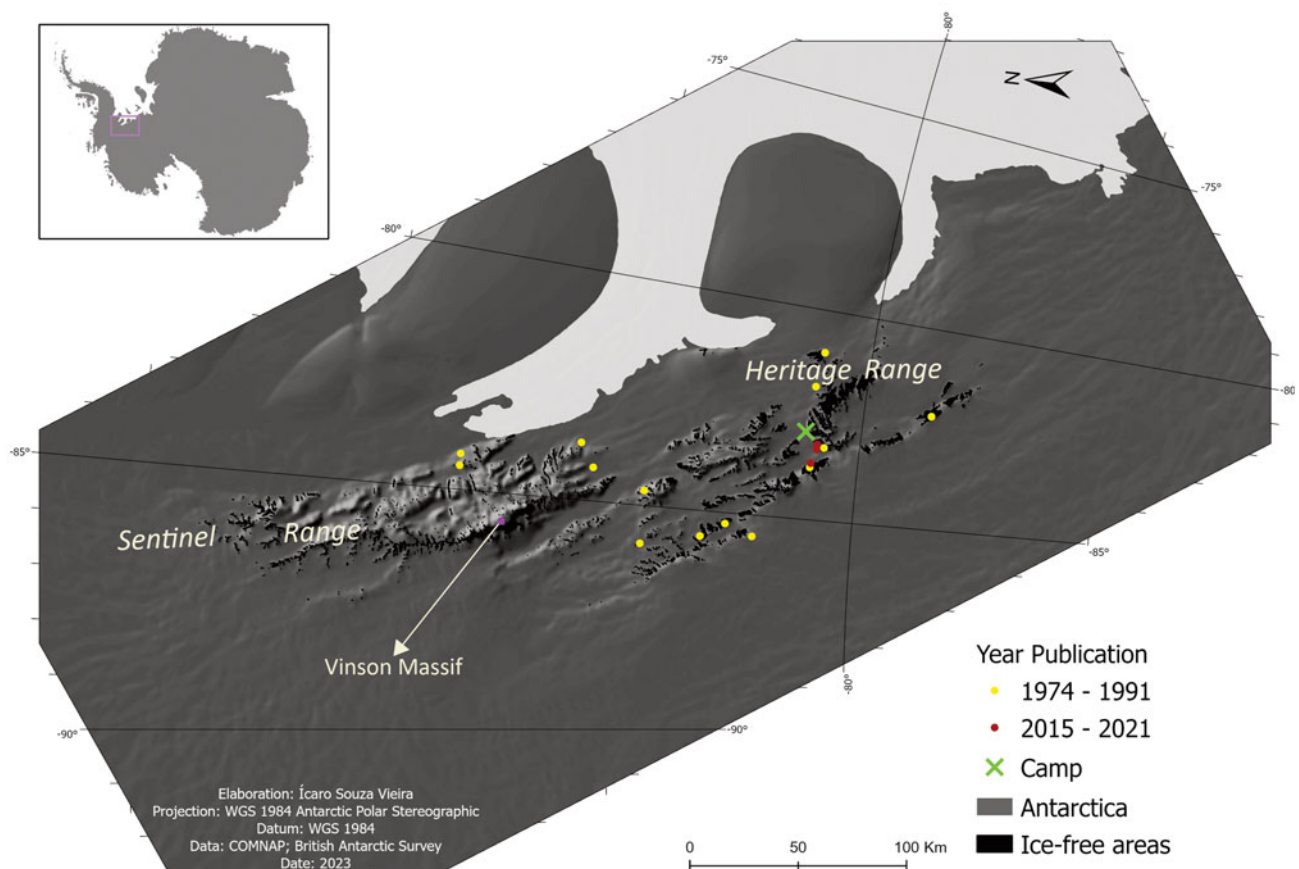 -80°
-75°
N
-75°
-80°
Heritage Range
-80°
-85°
Sentinel Range
-85°
Vinson Massif
-80°
-90°
-90°
Year Publication
1974 - 1991
2015 - 2021
Camp
Antarctica
Ice-free areas
Elaboration: Ícaro Souza Vieira
Projection: WGS 1984 Antarctic Polar Stereographic
Datum: WGS 1984
Data: COMNAP; British Antarctic Survey
Date: 2023
0 50 100 Km